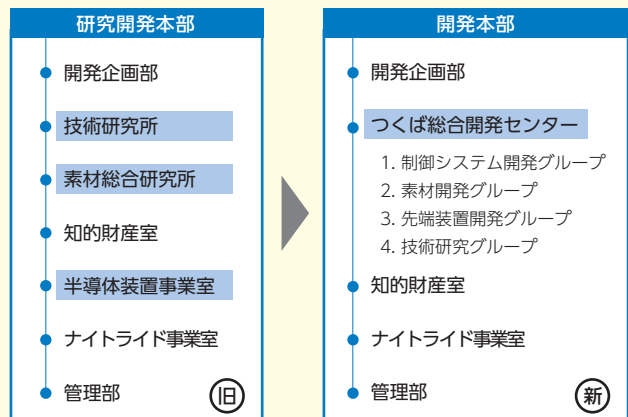 研究開発本部
開発企画部
技術研究所
素材総合研究所
知的財産室
半導体装置事業室
ナイトライド事業室
管理部
旧
開発本部
開発企画部
つくば総合開発センター
1. 制御システム開発グループ
2. 素材開発グループ
3. 先端装置開発グループ
4. 技術研究グループ
知的財産室
ナイトライド事業室
管理部
新